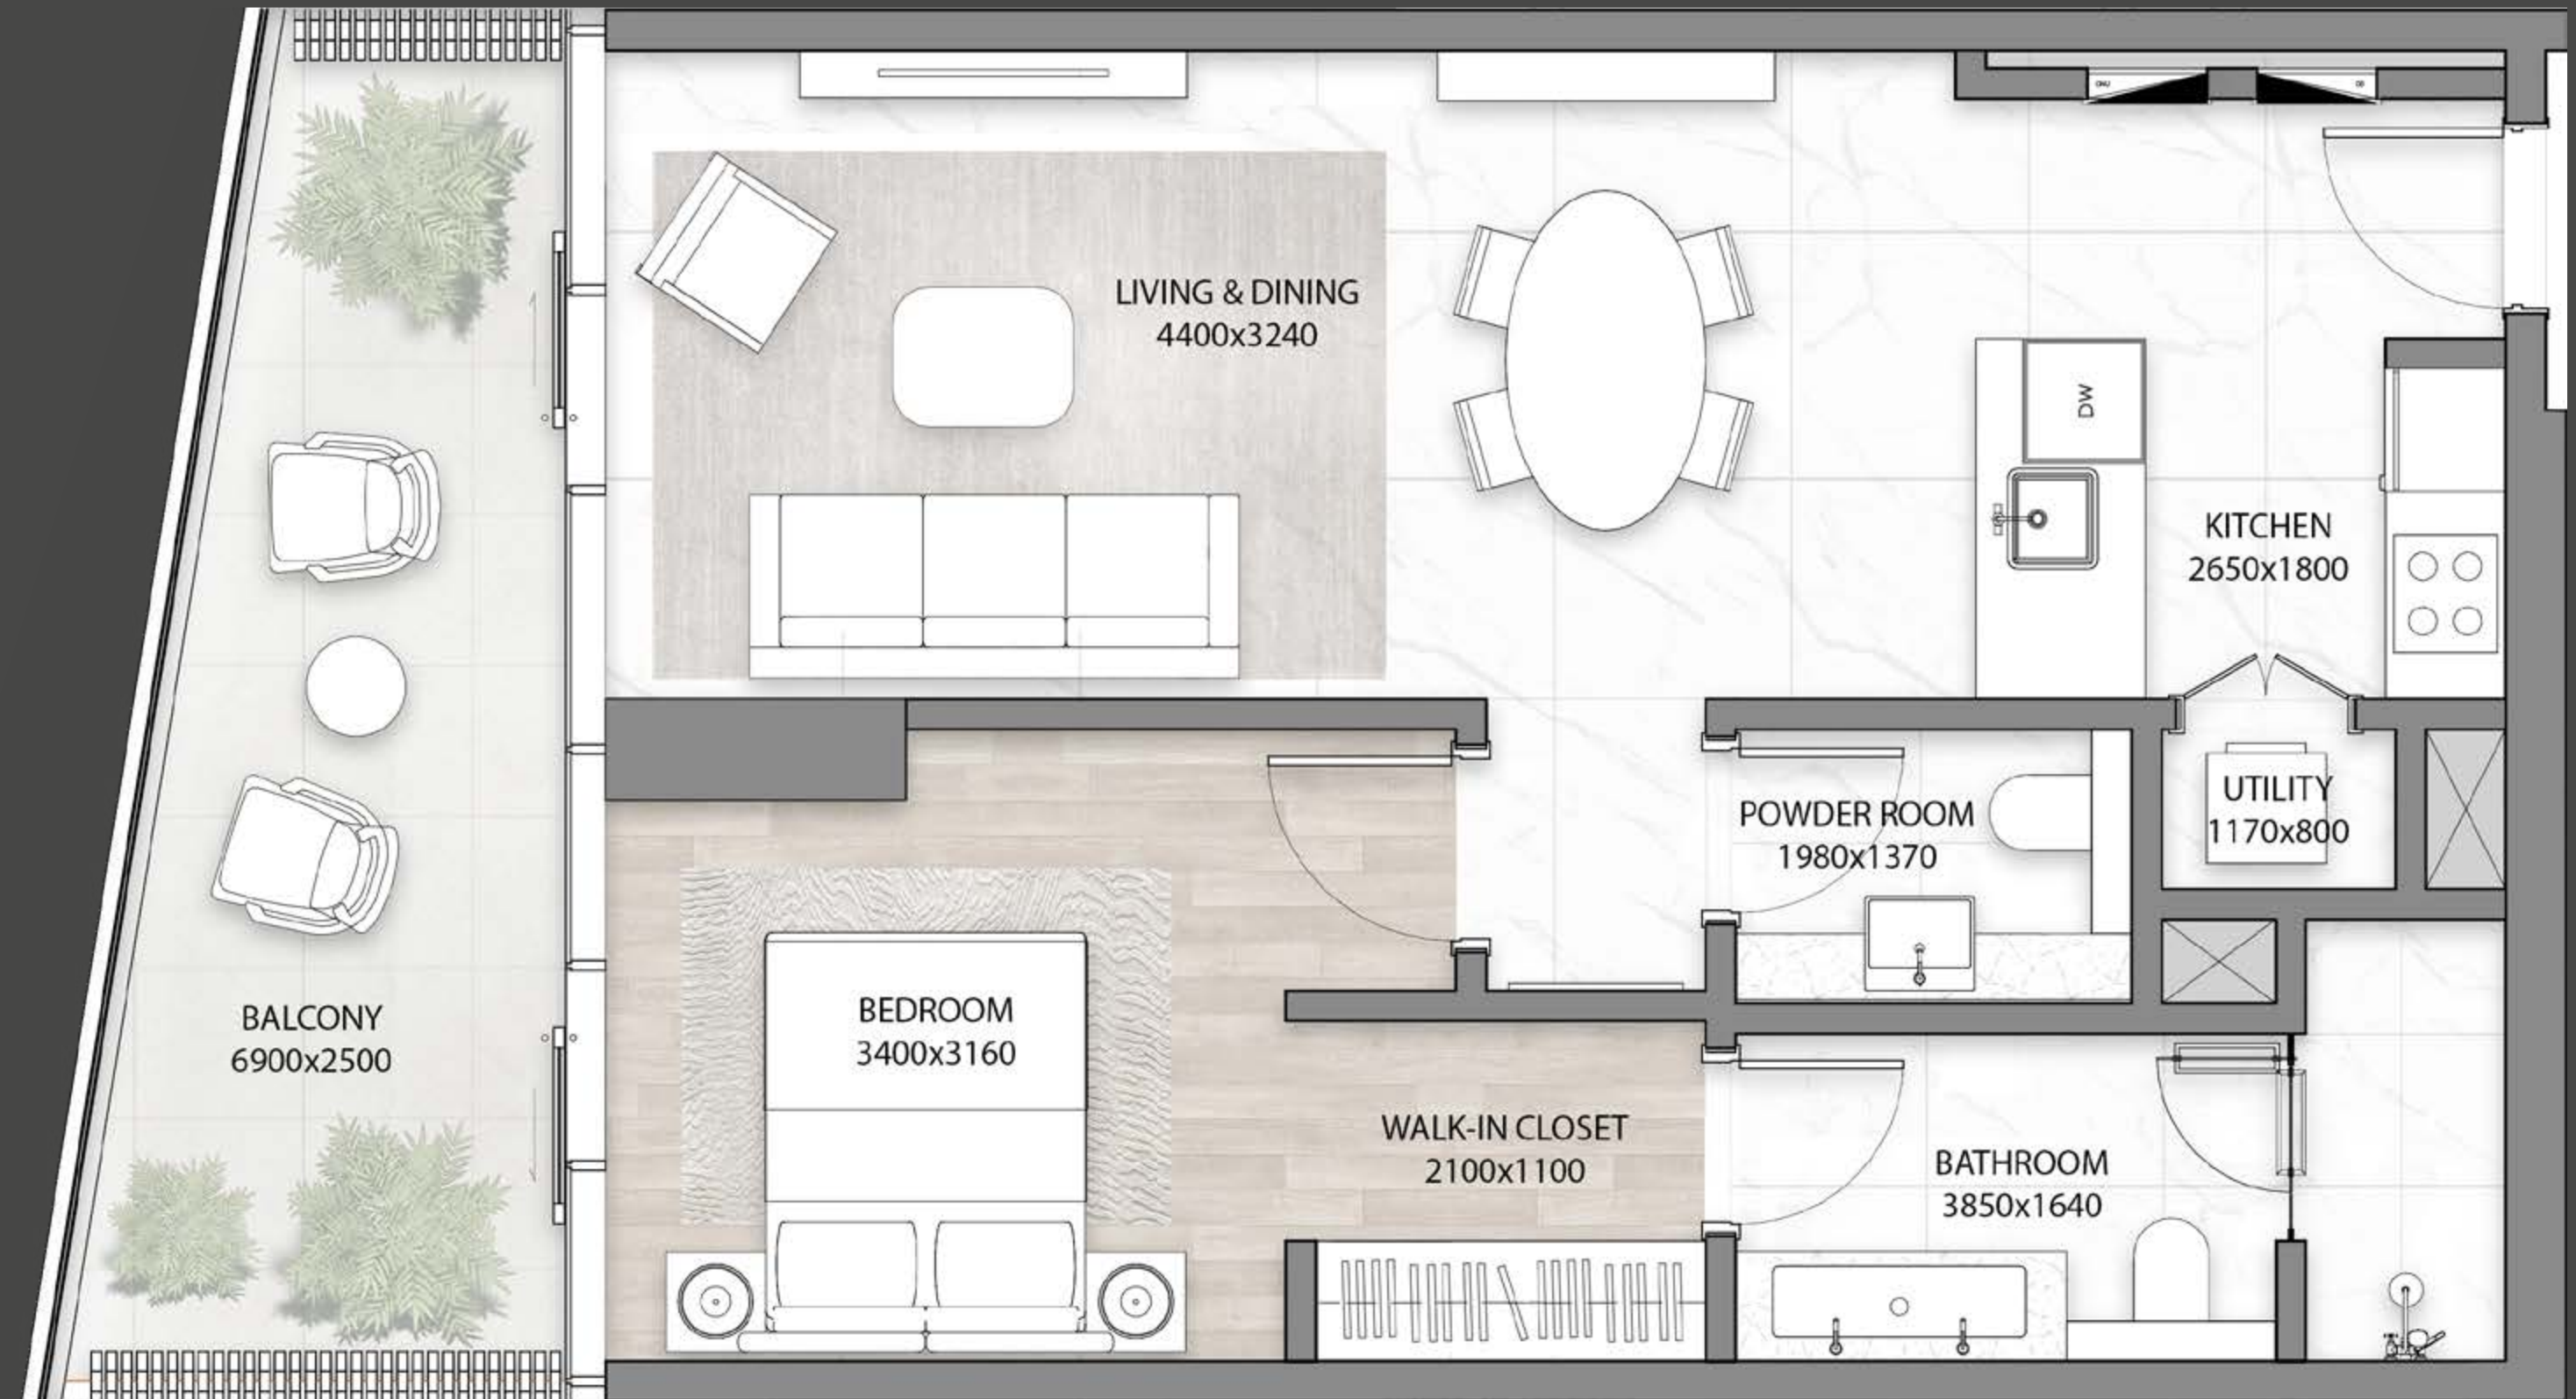 LIVING & DINING
4400x3240
DW
KITCHEN
2650x1800
POWDER ROOM
1980x1370
UTILITY
1170x800
BALCONY
6900x2500
BEDROOM
3400x3160
WALK-IN CLOSET
2100x1100
BATHROOM
3850x1640